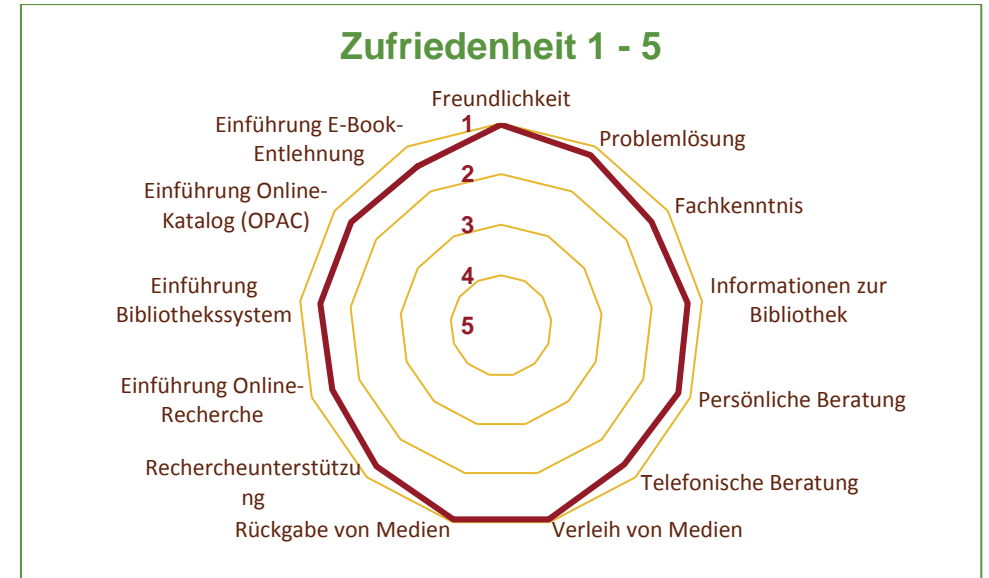 Zufriedenheit 1 - 5
Freundlichkeit
Problemlösung
Fachkenntnis
Informationen zur
Bibliothek
Persönliche Beratung
Telefonische Beratung
Verleih von Medien
Rückgabe von Medien
Rechercheunterstützu
ng
Einführung Online-
Recherche
Einführung
Bibliothekssystem
Einführung Online-
Katalog (OPAC)
Einführung E-Book-
Entlehnung
1
2
3
4
5